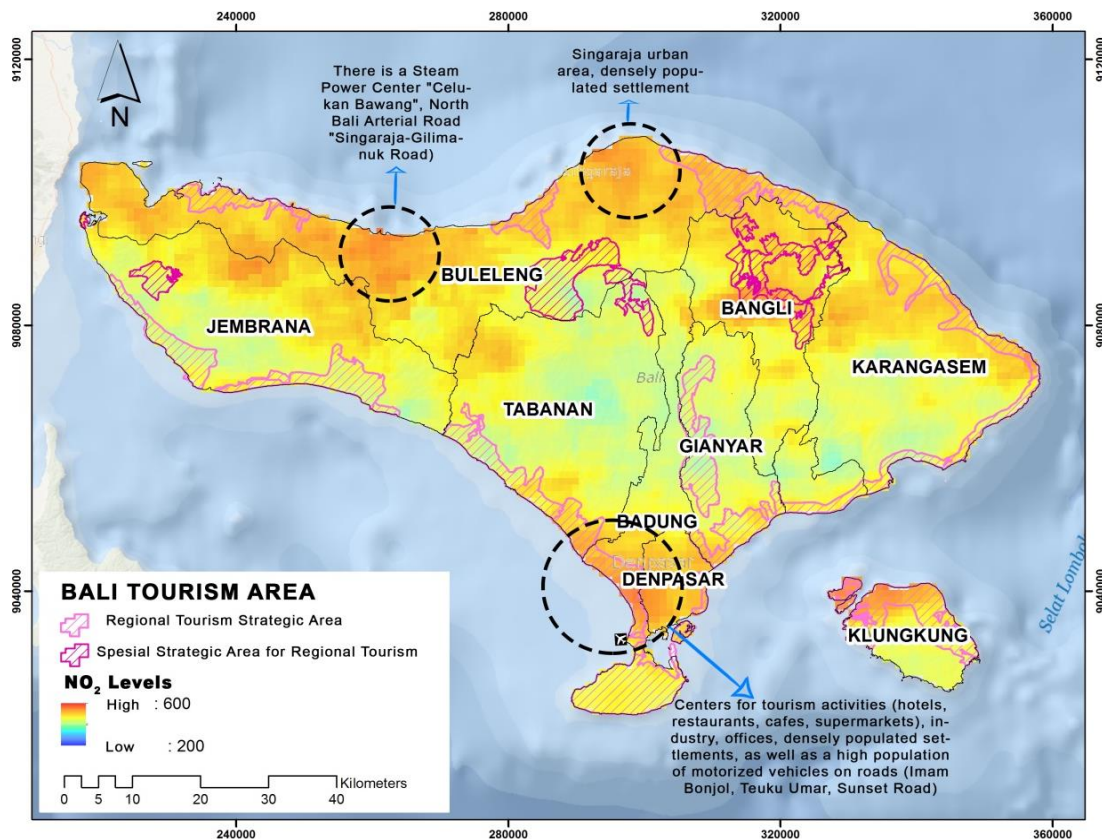 240000 280000 320000 360000
9120000 9120000
There is a Steam
Power Center "Celu-
kan Bawang", North
Bali Arterial Road
"Singaraja-Gilima-
nuk Road)
Singaraja urban
area, densely popu-
lated settlement
N
BULELENG
JEMBRANA
BANGLI
9080000 9080000
KARANGASEM
Bali
TABANAN
GIANYAR
BADUNG
Denpasar
DENPASAR
9040000 9040000
KLUNGKUNG
Selat Lombok
BALI TOURISM AREA
Regional Tourism Strategic Area
Spesial Strategic Area for Regional Tourism
NO₂ Levels
High : 600
Low : 200
Kilometers
0 5 10 20 30 40
Centers for tourism activities (hotels,
restaurants, cafes, supermarkets), in-
dustry, offices, densely populated set-
tlements, as well as a high population
of motorized vehicles on roads (Imam
Bonjol, Teuku Umar, Sunset Road)
240000 280000 320000 360000